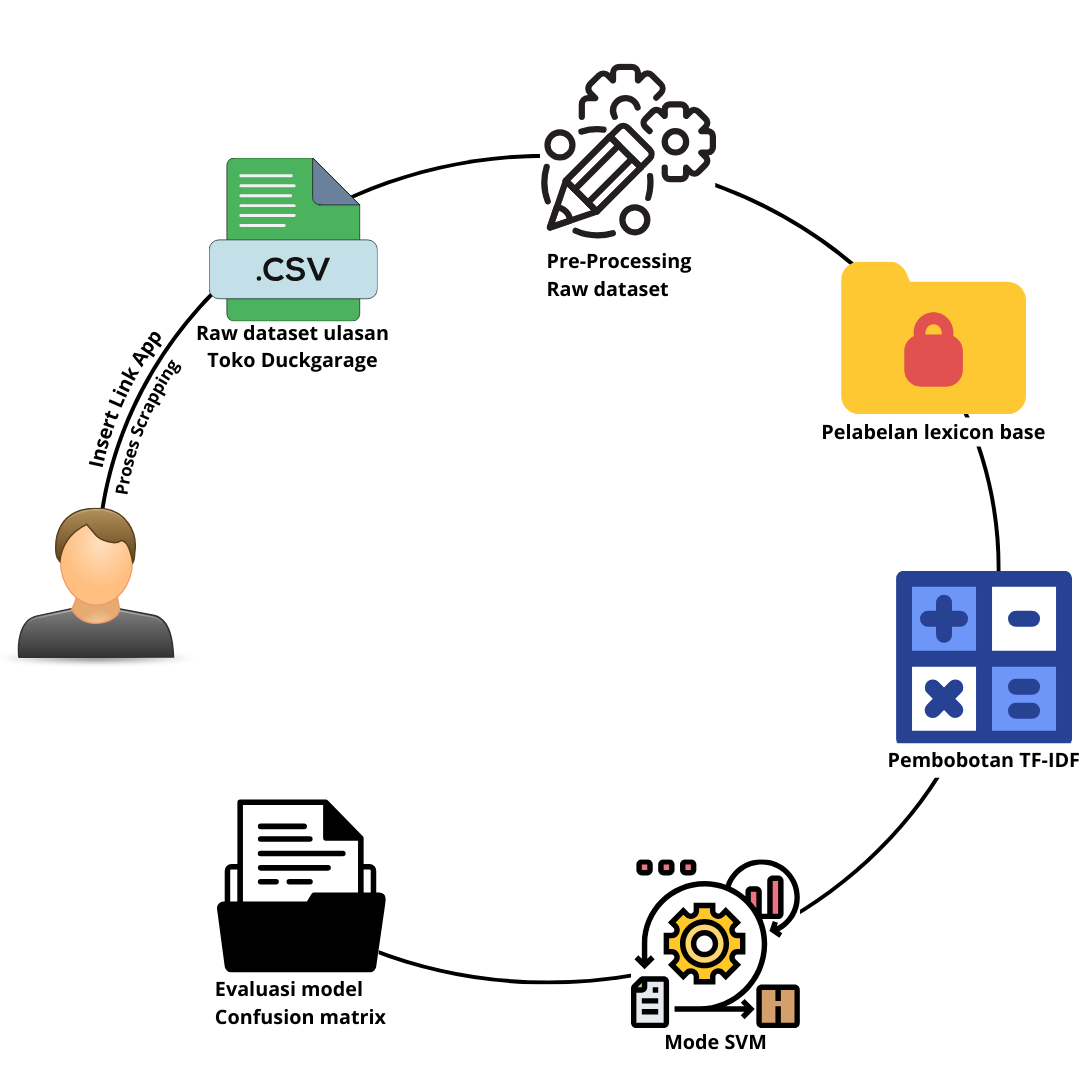 Insert Link App
Proses Scrapping
.CSV
Raw dataset ulasan
Toko Duckgarage
Pre-Processing
Raw dataset
Pelabelan lexicon base
Pembobotan TF-IDF
Mode SVM
Evaluasi model
Confusion matrix